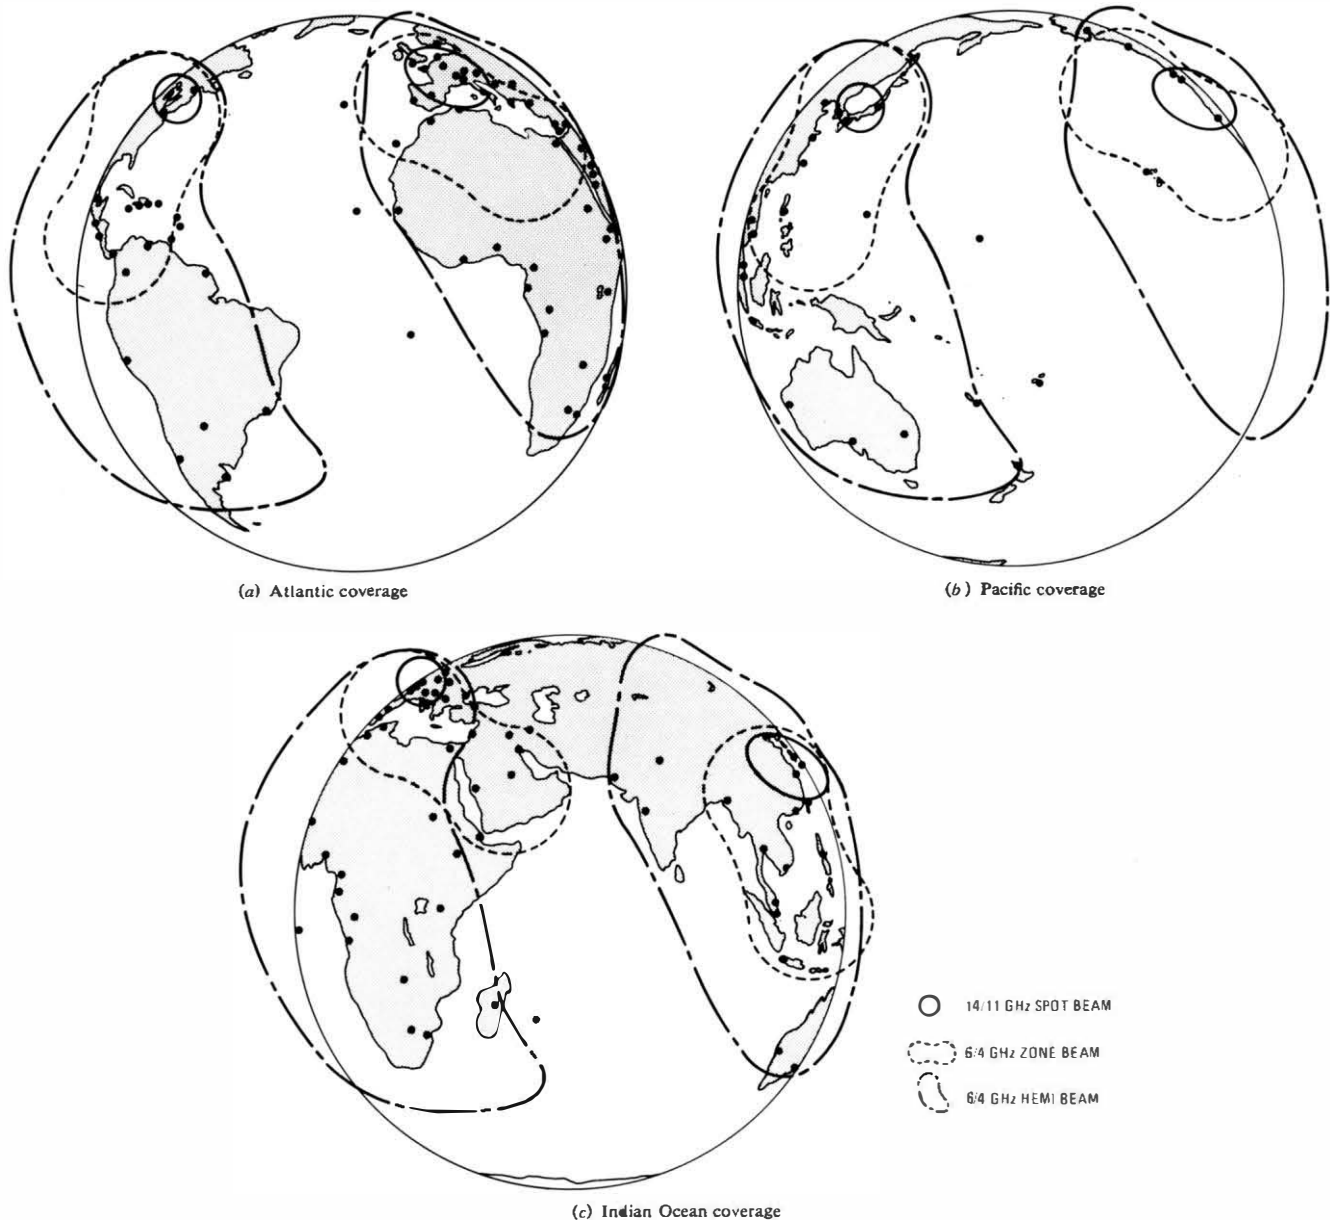 (a) Atlantic coverage
(b) Pacific coverage
14/11 GHz SPOT BEAM
6/4 GHz ZONE BEAM
6/4 GHz HEMI BEAM
(c) Indian Ocean coverage